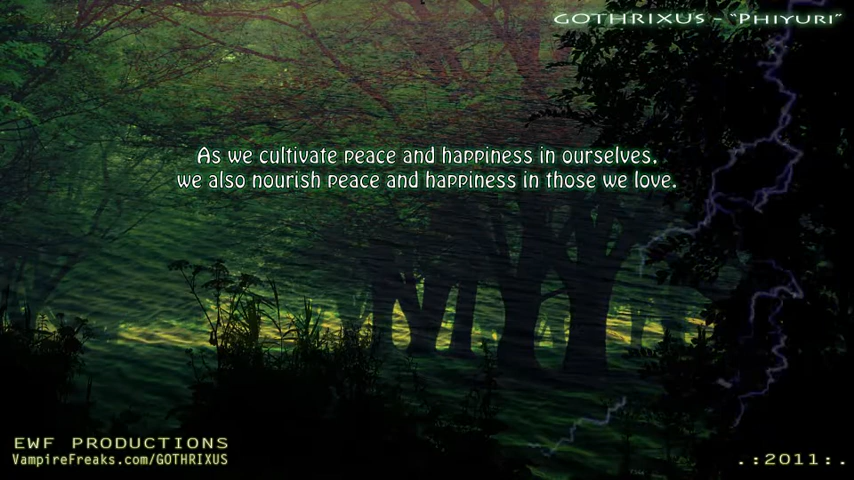 GOTHRIXUS - "PHIYURI"
As we cultivate peace and happiness in ourselves,
we also nourish peace and happiness in those we love.
EWF PRODUCTIONS
VampireFreaks.com/GOTHRIXUS
.:2011:.